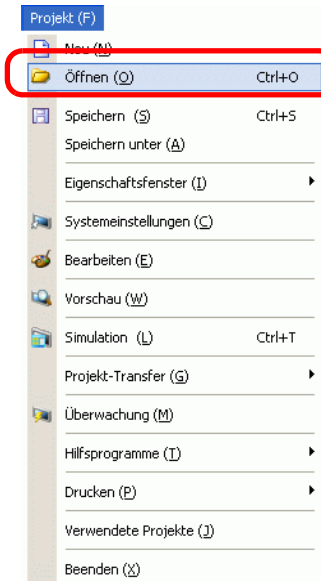 Projekt (F)
Neu (N)
Öffnen (O) Ctrl+O
Speichern (S) Ctrl+S
Speichern unter (A)
Eigenschaftsfenster (I)
Systemeinstellungen (C)
Bearbeiten (E)
Vorschau (W)
Simulation (L) Ctrl+T
Projekt-Transfer (G)
Überwachung (M)
Hilfsprogramme (T)
Drucken (P)
Verwendete Projekte (J)
Beenden (X)